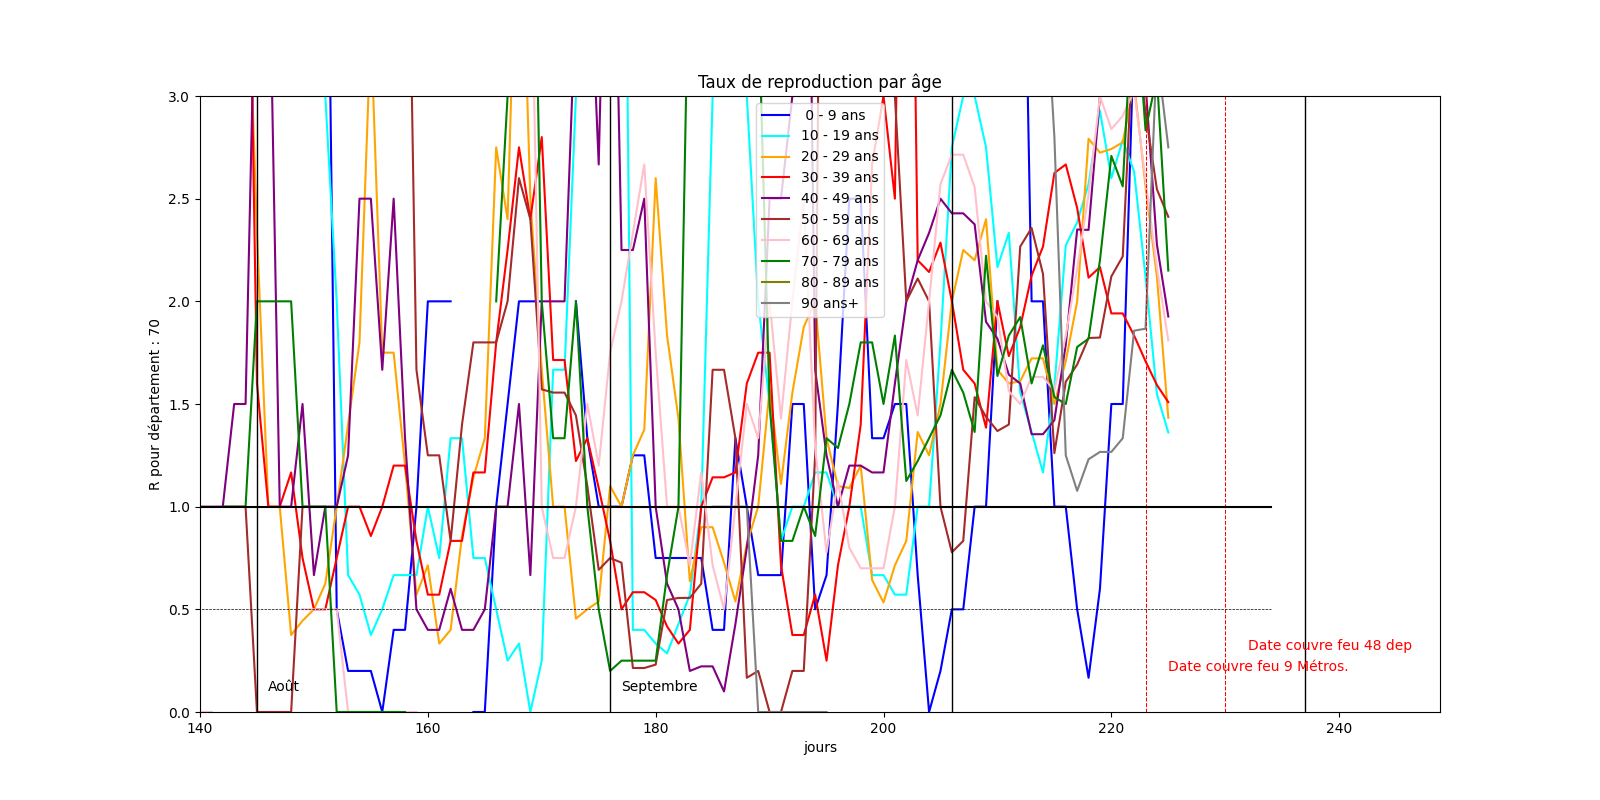 Taux de reproduction par âge
R pour département : 70
3.0
2.5
2.0
1.5
1.0
0.5
0.0
0 - 9 ans
10 - 19 ans
20 - 29 ans
30 - 39 ans
40 - 49 ans
50 - 59 ans
60 - 69 ans
70 - 79 ans
80 - 89 ans
90 ans+
Date couvre feu 48 dep
Date couvre feu 9 Métros.
Août
Septembre
140
160
180
200
220
240
jours